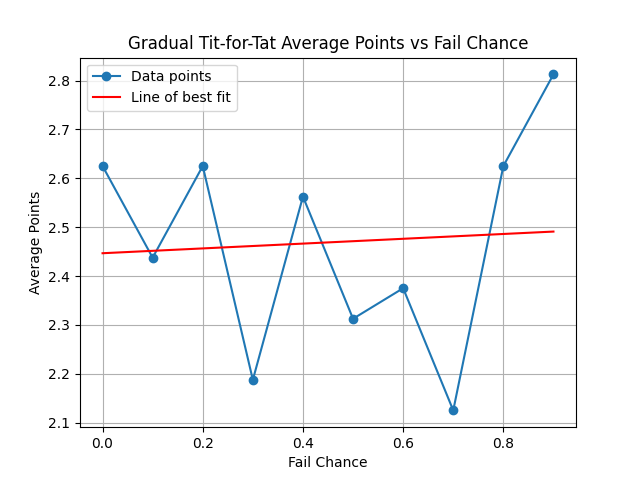 Gradual Tit-for-Tat Average Points vs Fail Chance
Data points
Line of best fit
Average Points
2.8
2.7
2.6
2.5
2.4
2.3
2.2
2.1
0.0 0.2 0.4 0.6 0.8
Fail Chance